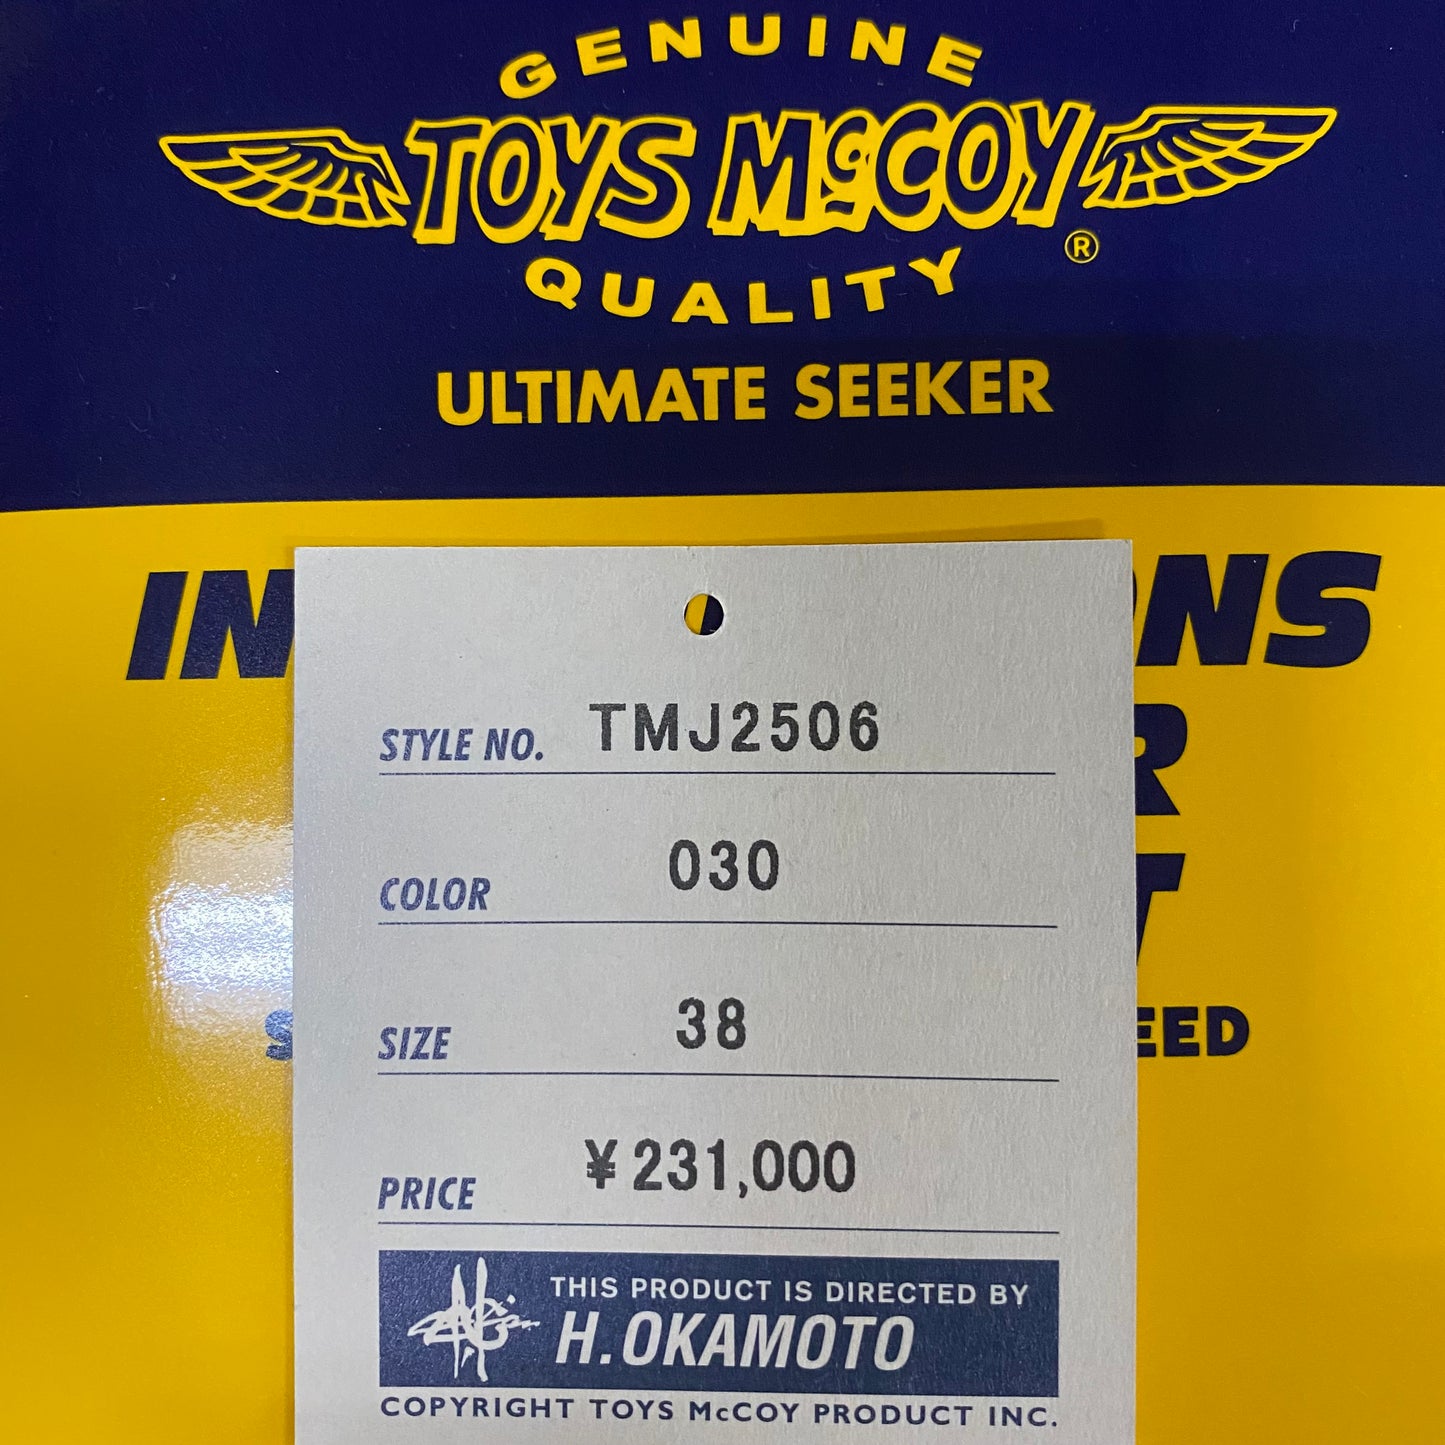 GENUINE
TOYS McCOY
®
QUALITY
ULTIMATE SEEKER
STYLE NO. TMJ2506
COLOR 030
SIZE 38
PRICE ¥231,000
THIS PRODUCT IS DIRECTED BY
H.OKAMOTO
COPYRIGHT TOYS McCOY PRODUCT INC.